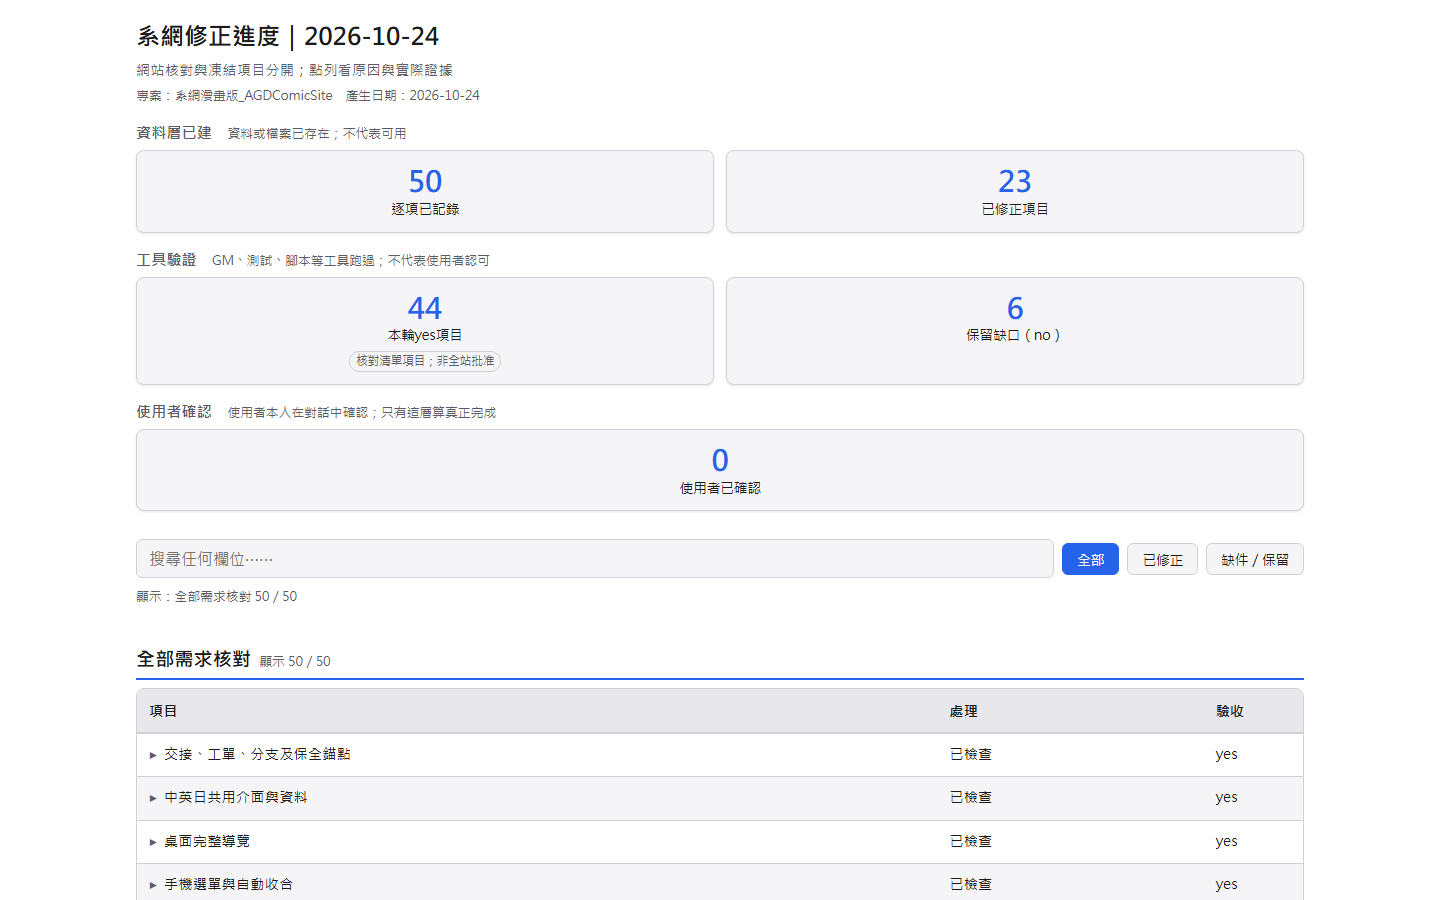 系網修正進度 | 2026-10-24
網站核對與凍結項目分開；點列看原因與實際證據
專案：系網漫畫版_AGDComicSite 產生日期：2026-10-24
資料層已建 資料或檔案已存在；不代表可用
50
逐項已記錄
23
已修正項目
工具驗證 GM、測試、腳本等工具跑過；不代表使用者認可
44
本輪yes項目
核對清單項目；非全站批准
6
保留缺口（no）
使用者確認 使用者本人在對話中確認；只有這層算真正完成
0
使用者已確認
搜尋任何欄位⋯⋯
全部
已修正
缺件 / 保留
顯示：全部需求核對 50 / 50
全部需求核對 顯示 50 / 50
項目 處理 驗收
▸ 交接、工單、分支及保全錨點 已檢查 yes
▸ 中英日共用介面與資料 已檢查 yes
▸ 桌面完整導覽 已檢查 yes
▸ 手機選單與自動收合 已檢查 yes